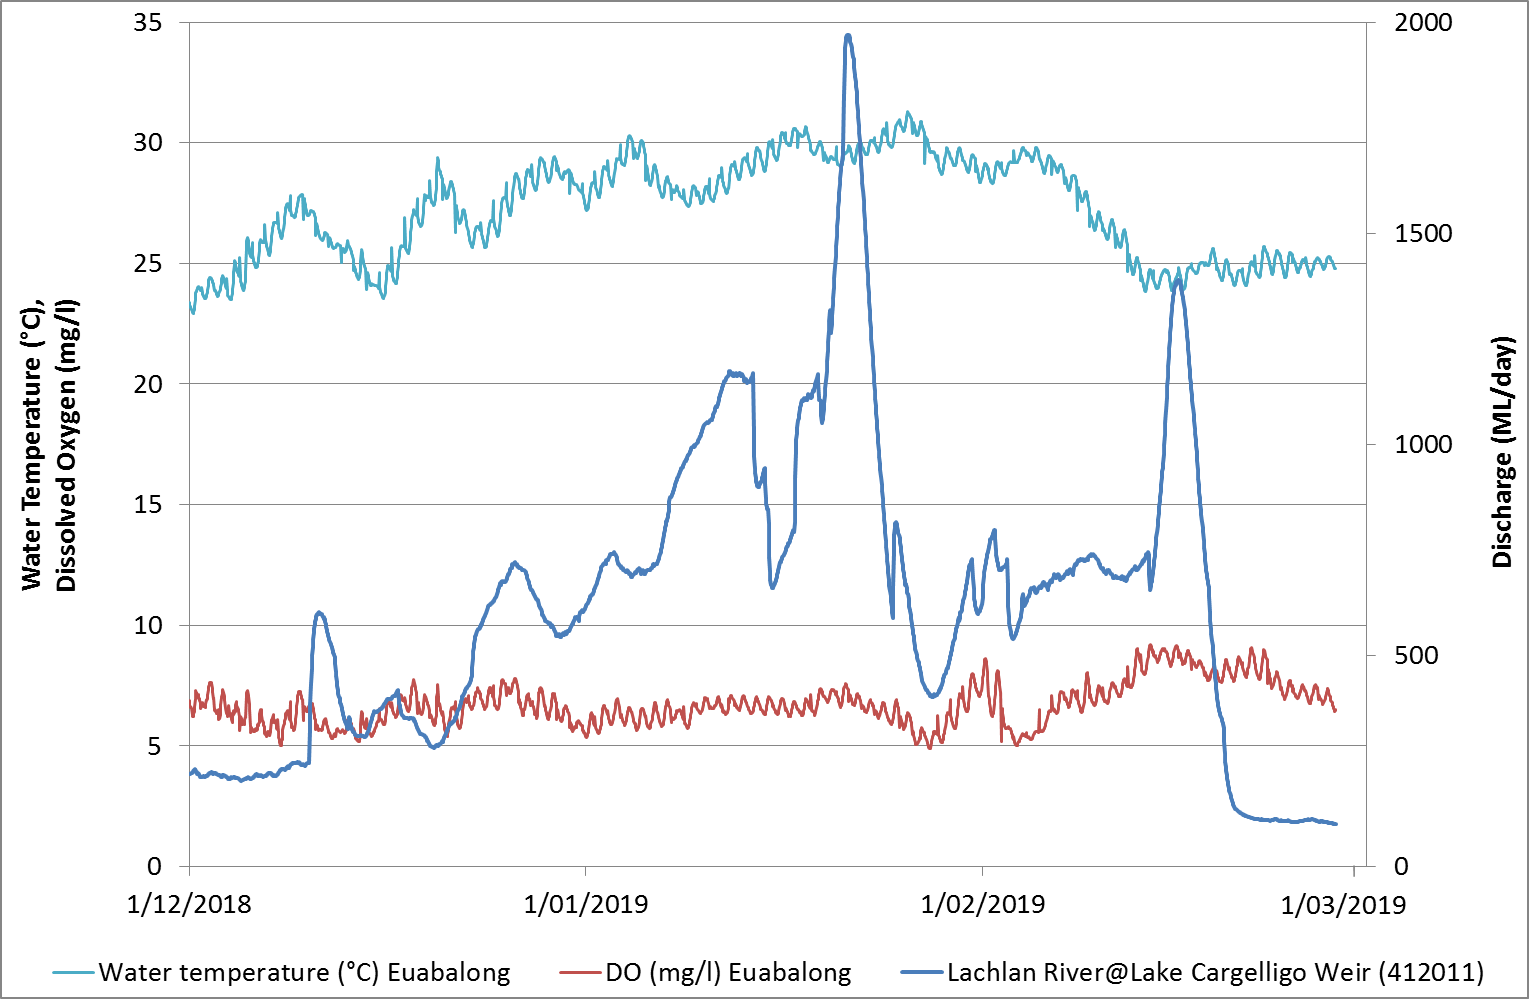 35
30
25
20
15
10
5
0
Water Temperature (°C),
Dissolved Oxygen (mg/l)
2000
1500
1000
500
0
Discharge (ML/day)
1/12/2018
1/01/2019
1/02/2019
1/03/2019
Water temperature (°C) Euabalong
DO (mg/l) Euabalong
Lachlan River@Lake Cargelligo Weir (412011)